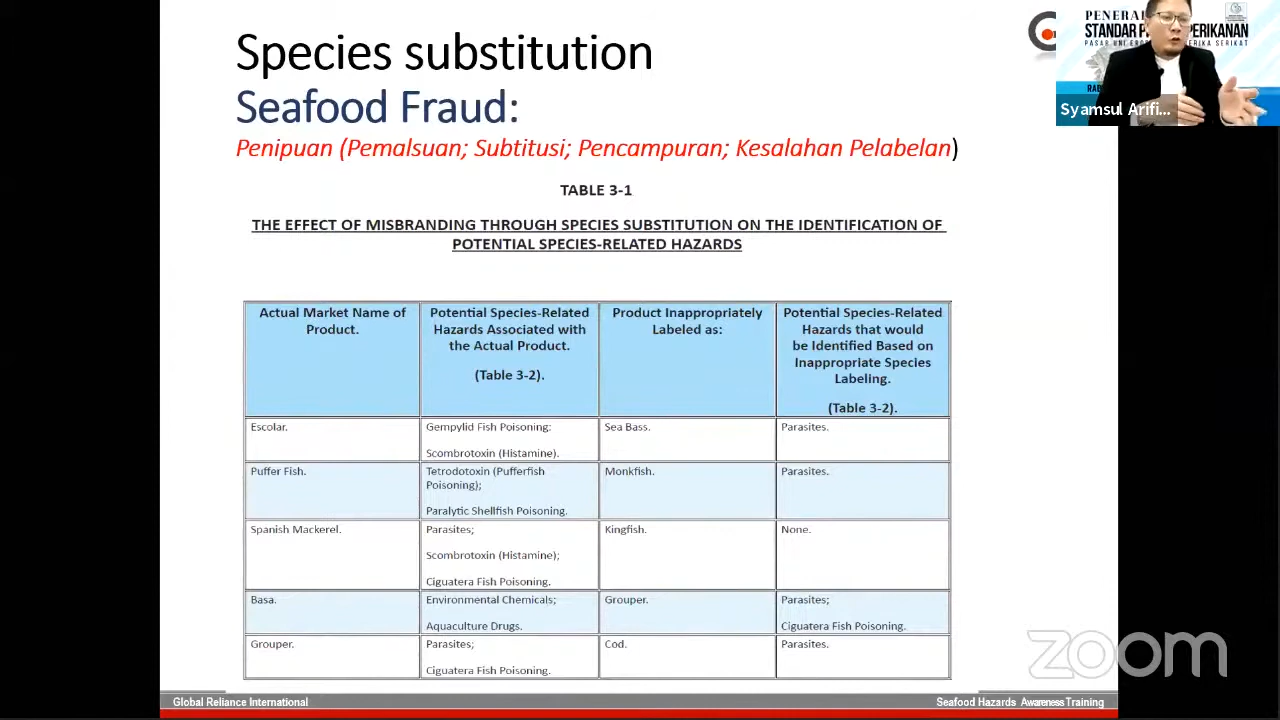 Species substitution
Seafood Fraud:
Penipuan (Pemalsuan; Subtitusi; Pencampuran; Kesalahan Pelabelan)
TABLE 3-1
THE EFFECT OF MISBRANDING THROUGH SPECIES SUBSTITUTION ON THE IDENTIFICATION OF
POTENTIAL SPECIES-RELATED HAZARDS
Actual Market Name of
Product.
Potential Species-Related
Hazards Associated with
the Actual Product.
(Table 3-2).
Product Inappropriately
Labeled as:
Potential Species-Related
Hazards that would
be Identified Based on
Inappropriate Species
Labeling.
(Table 3-2).
Escolar.
Gempylid Fish Poisoning:
Scombrotoxin (Histamine).
Sea Bass.
Parasites.
Puffer Fish.
Tetrodotoxin (Pufferfish
Poisoning);
Paralytic Shellfish Poisoning.
Monkfish.
Parasites.
Spanish Mackerel.
Parasites;
Scombrotoxin (Histamine);
Ciguatera Fish Poisoning.
Kingfish.
None.
Basa.
Environmental Chemicals;
Aquaculture Drugs.
Grouper.
Parasites;
Ciguatera Fish Poisoning.
Grouper.
Parasites;
Ciguatera Fish Poisoning.
Cod.
Parasites.
Global Reliance International
Seafood Hazards Awareness Training
PENERA
STANDAR P PERIKANAN
PASAR UNI ERO ERIKA SERIKAT
Syamsul Arifi...
zoom